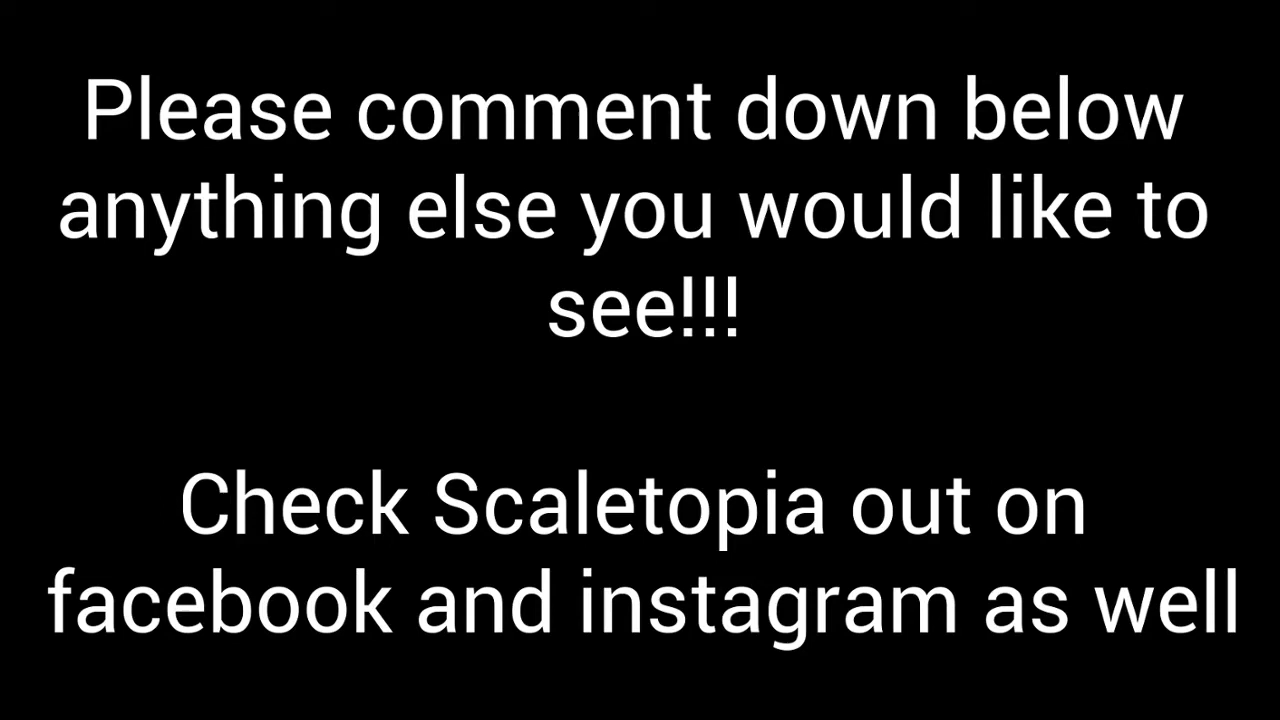 Please comment down below
anything else you would like to
see!!!
Check Scaletopia out on
facebook and instagram as well